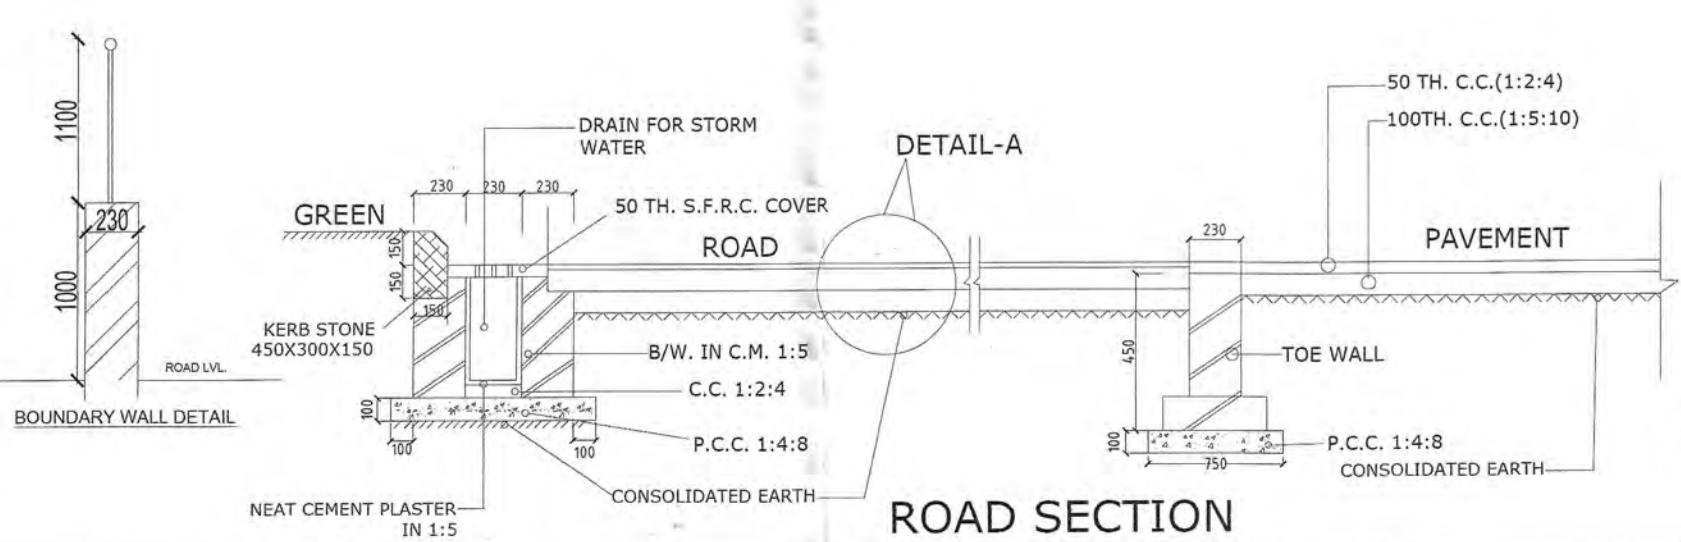 1100
230
1000
ROAD LVL.
BOUNDARY WALL DETAIL
DRAIN FOR STORM
WATER
230
230
230
50 TH. S.F.R.C. COVER
GREEN
150
150
150
KERB STONE
450X300X150
ROAD
B/W. IN C.M. 1:5
C.C. 1:2:4
100
100
100
P.C.C. 1:4:8
NEAT CEMENT PLASTER
IN 1:5
CONSOLIDATED EARTH
DETAIL-A
50 TH. C.C.(1:2:4)
100TH. C.C.(1:5:10)
230
PAVEMENT
450
TOE WALL
100
750
P.C.C. 1:4:8
CONSOLIDATED EARTH
ROAD SECTION